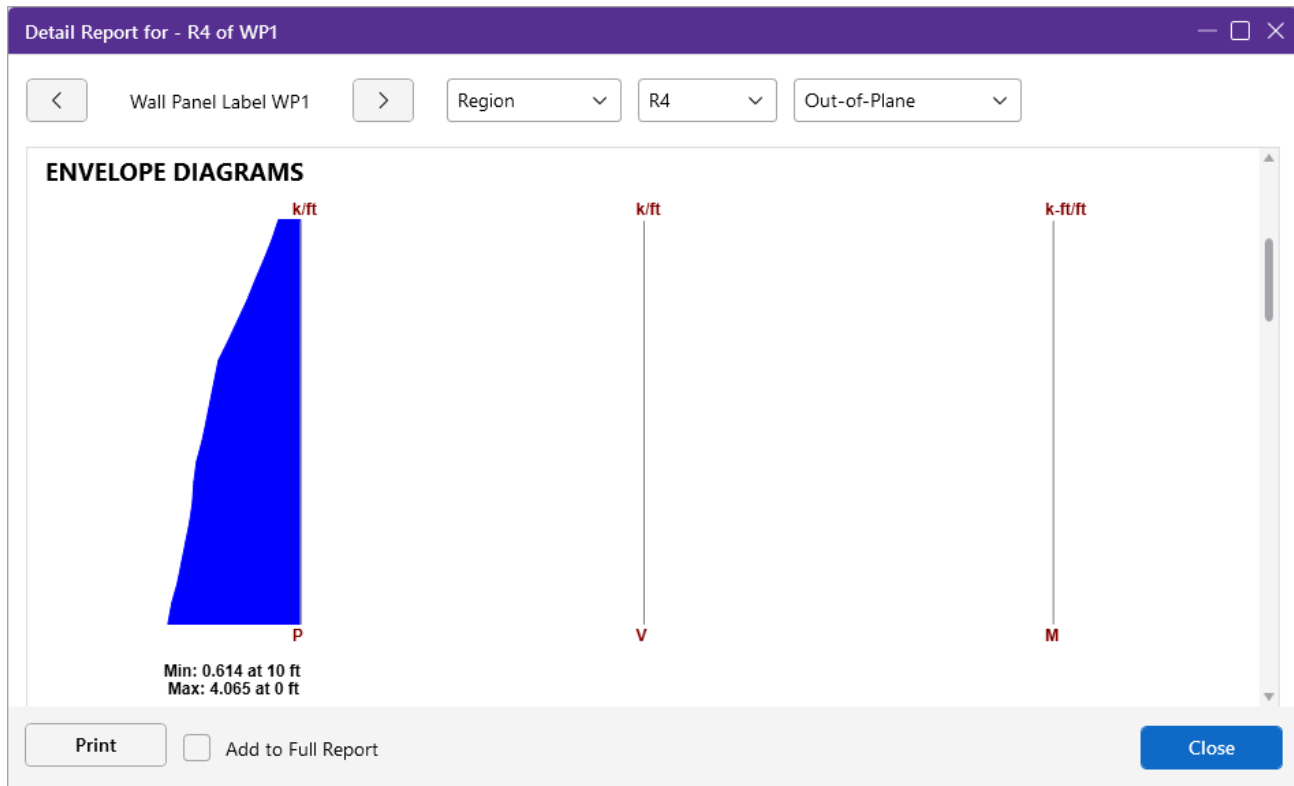 Detail Report for - R4 of WP1
Wall Panel Label WP1
Region
R4
Out-of-Plane
ENVELOPE DIAGRAMS
k/ft
k/ft
k-ft/ft
P
V
M
Min: 0.614 at 10 ft
Max: 4.065 at 0 ft
Print
Add to Full Report
Close